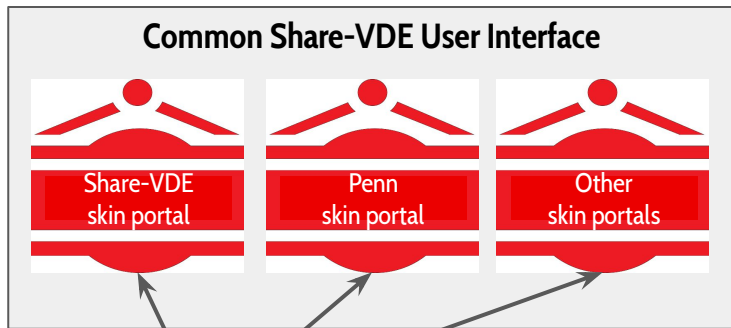 Common Share-VDE User Interface
Share-VDE
skin portal
Penn
skin portal
Other
skin portals